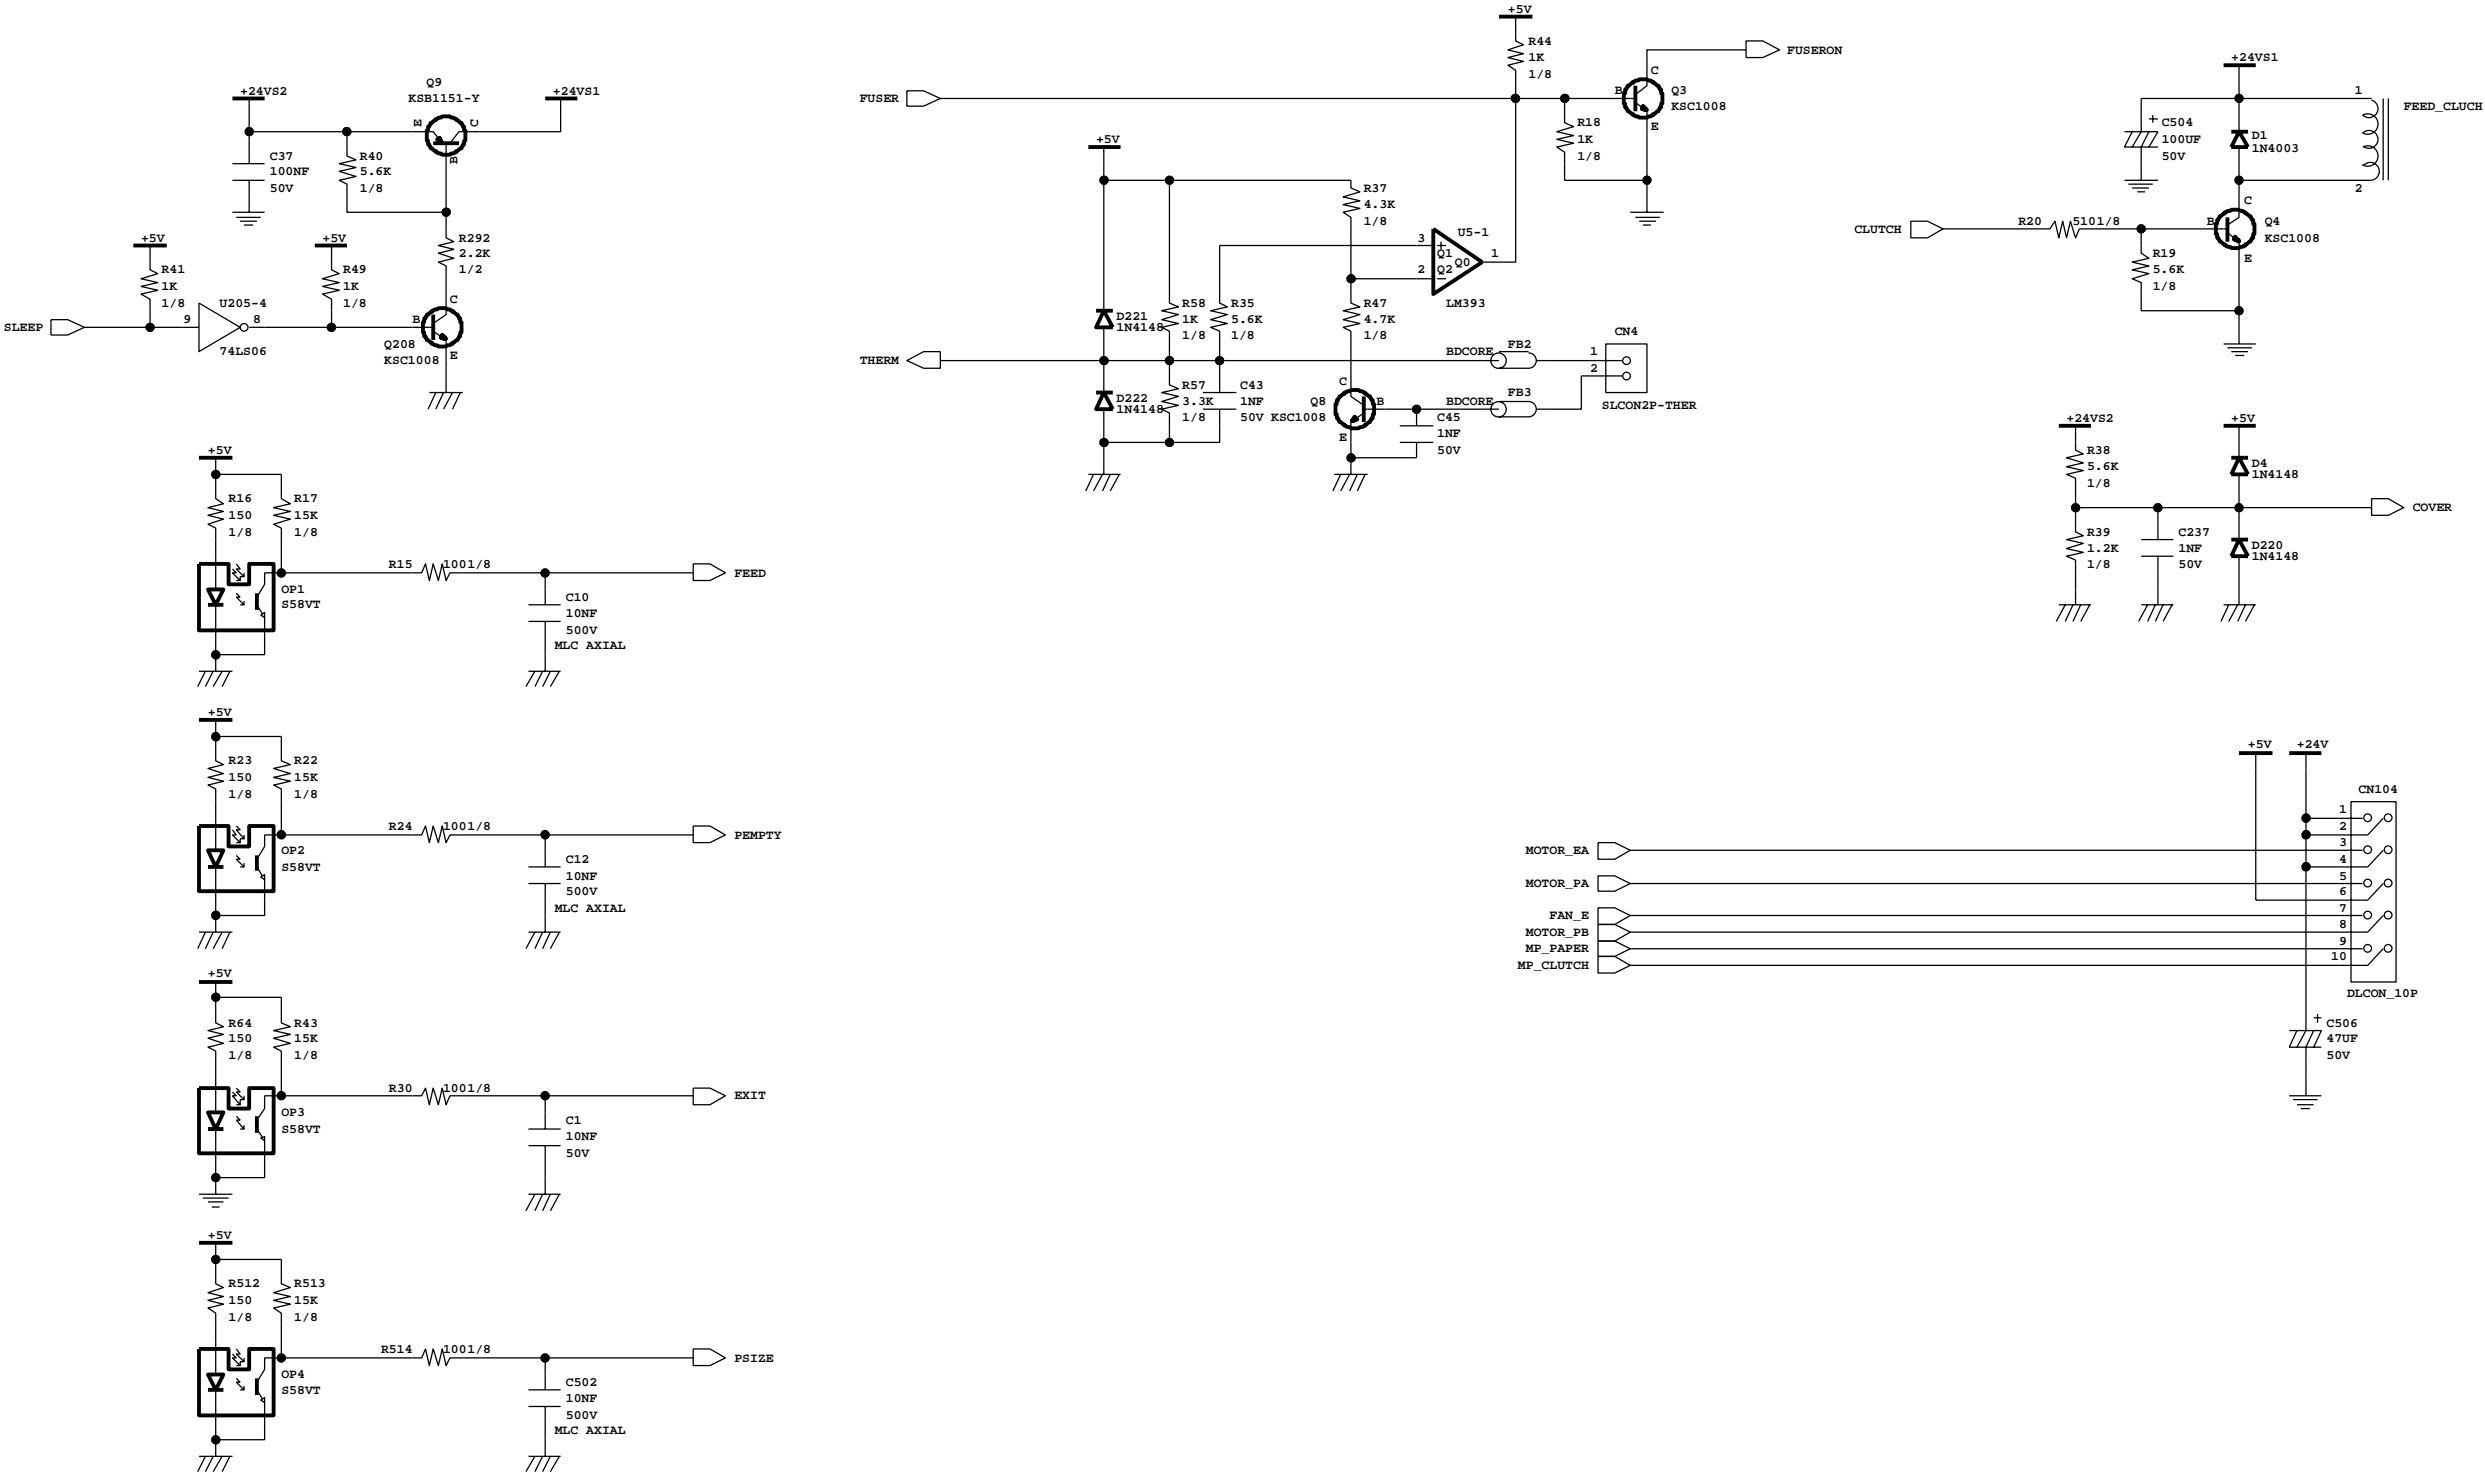 +24VS2
Q9
KSB1151-Y
+24VS1
E
C
B
C37
100NF
50V
R40
5.6K
1/8
R292
2.2K
1/2
+5V
R41
1K
1/8
+5V
R49
1K
1/8
SLEEP
9
U205-4
8
74LS06
B
C
E
Q208
KSC1008
+5V
R16
150
1/8
R17
15K
1/8
OP1
S58VT
R15
1001/8
C10
10NF
500V
MLC AXIAL
FEED
+5V
R23
150
1/8
R22
15K
1/8
OP2
S58VT
R24
1001/8
C12
10NF
500V
MLC AXIAL
PEMPTY
+5V
R64
150
1/8
R43
15K
1/8
OP3
S58VT
R30
1001/8
C1
10NF
50V
EXIT
+5V
R512
150
1/8
R513
15K
1/8
OP4
S58VT
R514
1001/8
C502
10NF
500V
MLC AXIAL
PSIZE
+5V
R44
1K
1/8
FUSERON
FUSER
B
C
E
Q3
KSC1008
R18
1K
1/8
+5V
R37
4.3K
1/8
3
+
Q1
2
Q2
-
Q0
U5-1
1
LM393
D221
1N4148
R58
1K
1/8
R35
5.6K
1/8
R47
4.7K
1/8
THERM
BDCORE
FB2
CN4
1
2
SLCON2P-THER
D222
1N4148
R57
3.3K
1/8
C43
1NF
50V
Q8
KSC1008
C
B
E
BDCORE
FB3
C45
1NF
50V
+24VS1
1
FEED_CLUCH
2
+
C504
100UF
50V
D1
1N4003
CLUTCH
R20
5101/8
B
C
E
Q4
KSC1008
R19
5.6K
1/8
+24VS2
R38
5.6K
1/8
+5V
D4
1N4148
COVER
R39
1.2K
1/8
C237
1NF
50V
D220
1N4148
+5V
+24V
CN104
1
2
MOTOR_EA
3
4
MOTOR_PA
5
6
FAN_E
7
MOTOR_PB
8
MP_PAPER
9
MP_CLUTCH
10
DLCON_10P
+
C506
47UF
50V